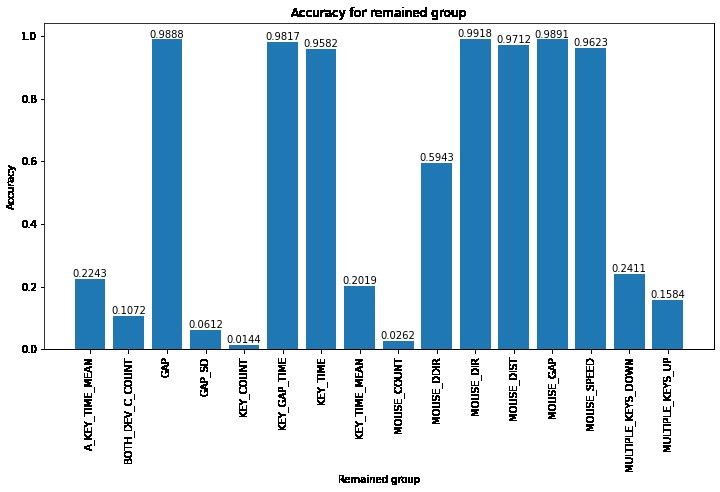 Accuracy for remained group
Accuracy
1.0
0.8
0.6
0.4
0.2
0.0
0.2243
0.1072
0.9888
0.0612
0.0144
0.9817
0.9582
0.2019
0.0262
0.5943
0.9918
0.9712
0.9891
0.9623
0.2411
0.1584
A_KEY_TIME_MEAN
BOTH_DEV_C_COUNT
GAP
GAP_SD
KEY_COUNT
KEY_GAP_TIME
KEY_TIME
KEY_TIME_MEAN
MOUSE_COUNT
MOUSE_DDIR
MOUSE_DIR
MOUSE_DIST
MOUSE_GAP
MOUSE_SPEED
MULTIPLE_KEYS_DOWN
MULTIPLE_KEYS_UP
Remained group